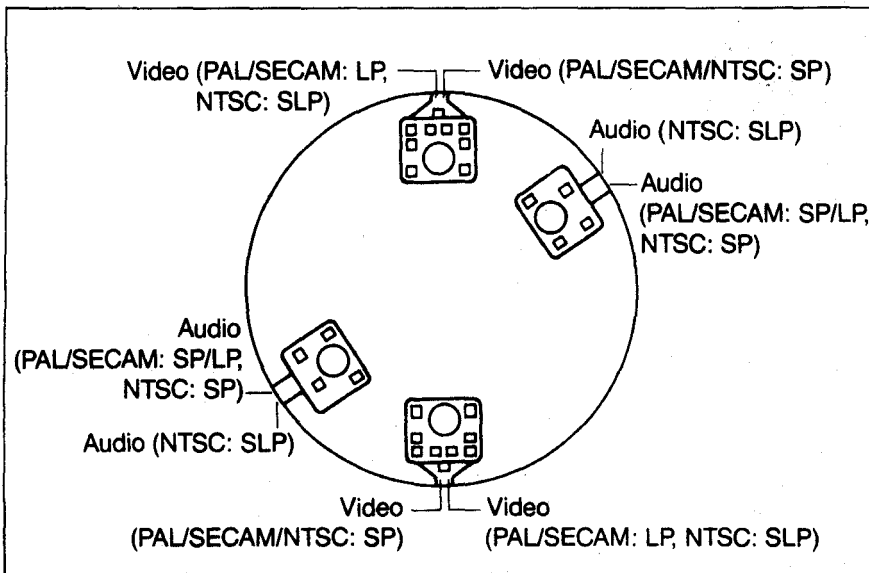 Video (PAL/SECAM: LP,
NTSC: SLP)
Video (PAL/SECAM/NTSC: SP)
Audio (NTSC: SLP)
Audio
(PAL/SECAM: SP/LP,
NTSC: SP)
Audio
(PAL/SECAM: SP/LP,
NTSC: SP)
Audio (NTSC: SLP)
Video
(PAL/SECAM/NTSC: SP)
Video
(PAL/SECAM: LP, NTSC: SLP)